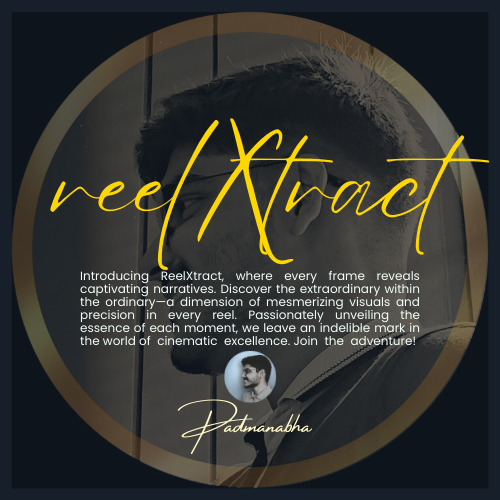 reelXtract
Introducing ReelXtract, where every frame reveals
captivating narratives. Discover the extraordinary within
the ordinary—a dimension of mesmerizing visuals and
precision in every reel. Passionately unveiling the
essence of each moment, we leave an indelible mark in
the world of cinematic excellence. Join the adventure!
Padmanabha